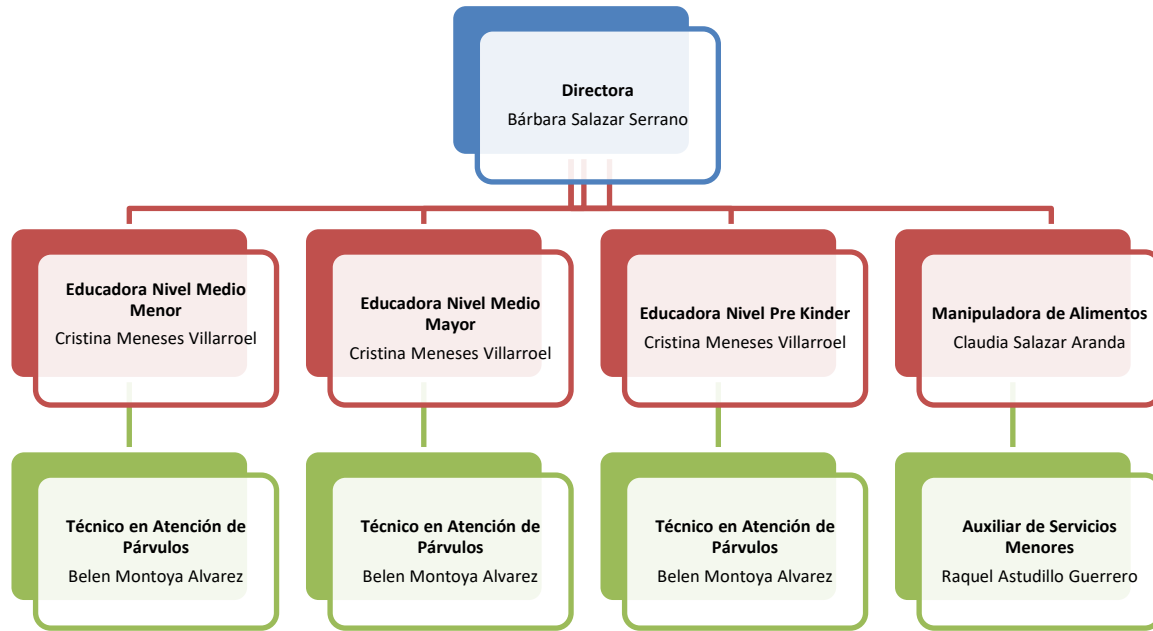 Directora
Bárbara Salazar Serrano
Educadora Nivel Medio
Menor
Cristina Meneses Villarroel
Educadora Nivel Medio
Mayor
Cristina Meneses Villarroel
Educadora Nivel Pre Kinder
Cristina Meneses Villarroel
Manipuladora de Alimentos
Claudia Salazar Aranda
Técnico en Atención de
Párvulos
Belen Montoya Alvarez
Técnico en Atención de
Párvulos
Belen Montoya Alvarez
Técnico en Atención de
Párvulos
Belen Montoya Alvarez
Auxiliar de Servicios
Menores
Raquel Astudillo Guerrero